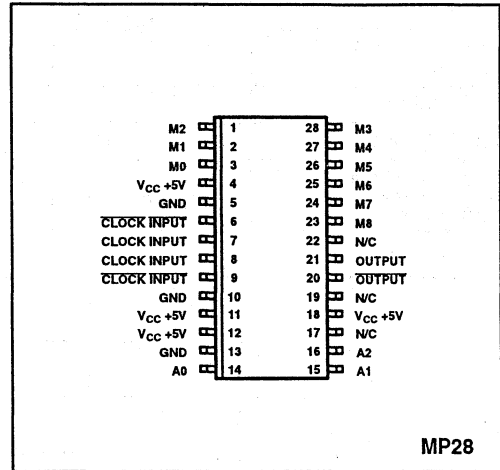 M2 1 28 M3
M1 2 27 M4
M0 3 26 M5
VCC +5V 4 25 M6
GND 5 24 M7
CLOCK INPUT 6 23 M8
CLOCK INPUT 7 22 N/C
CLOCK INPUT 8 21 OUTPUT
CLOCK INPUT 9 20 OUTPUT
GND 10 19 N/C
VCC +5V 11 18 VCC +5V
VCC +5V 12 17 N/C
GND 13 16 A2
A0 14 15 A1
MP28